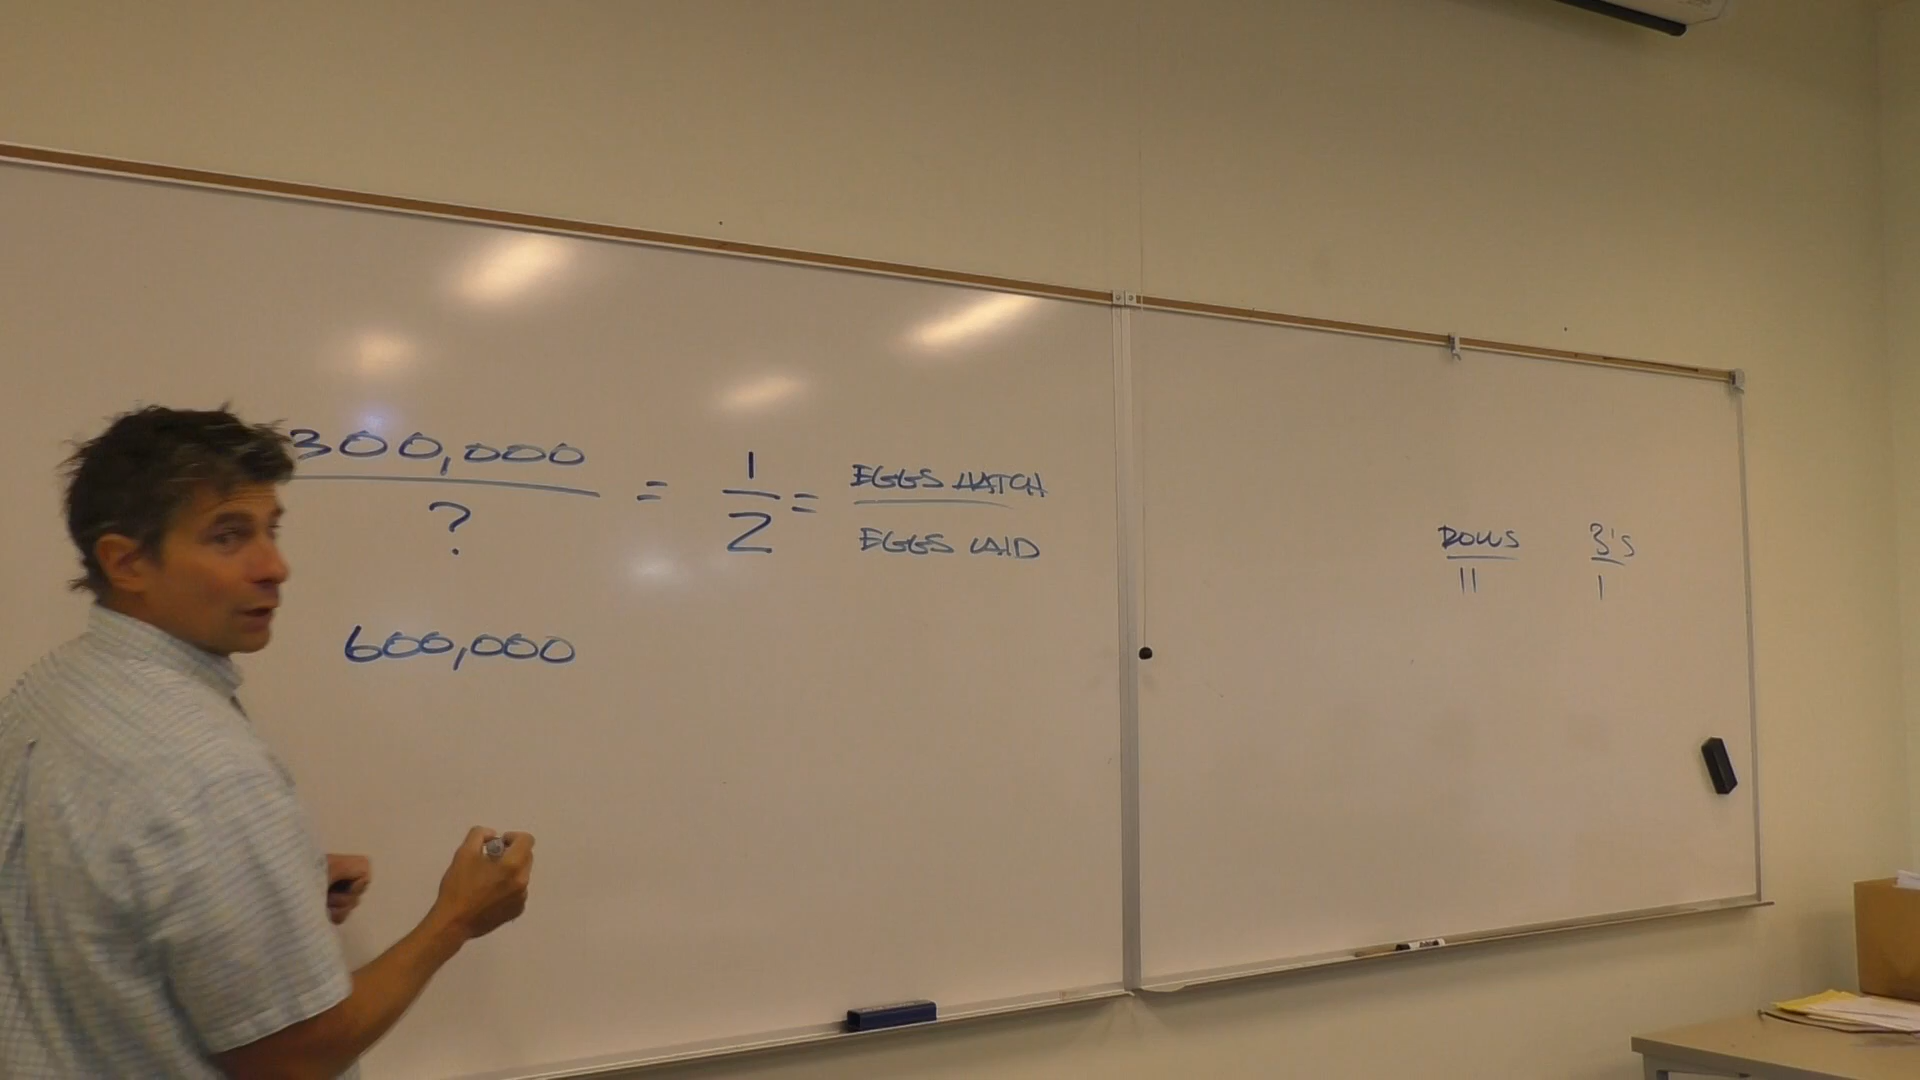 300,000 = 1 = EGGS HATCH
? 2 EGGS LAID
600,000
ROLLS 3's
11 1